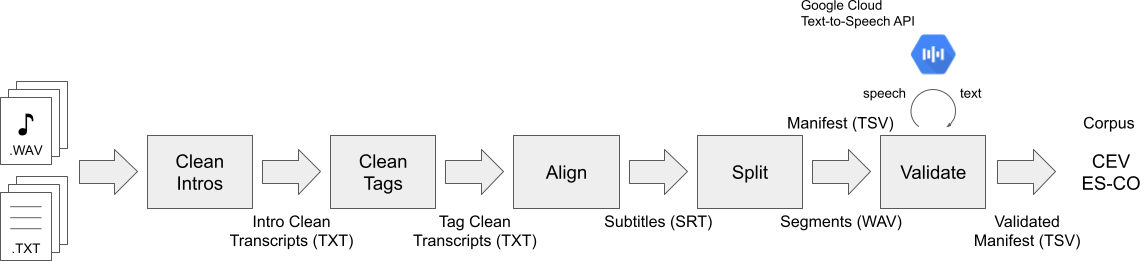 Google Cloud
Text-to-Speech API
speech
text
Manifest (TSV)
Corpus
.WAV
.TXT
Clean
Intros
Clean
Tags
Align
Split
Validate
CEV
ES-CO
Intro Clean
Transcripts (TXT)
Tag Clean
Transcripts (TXT)
Subtitles (SRT)
Segments (WAV)
Validated
Manifest (TSV)